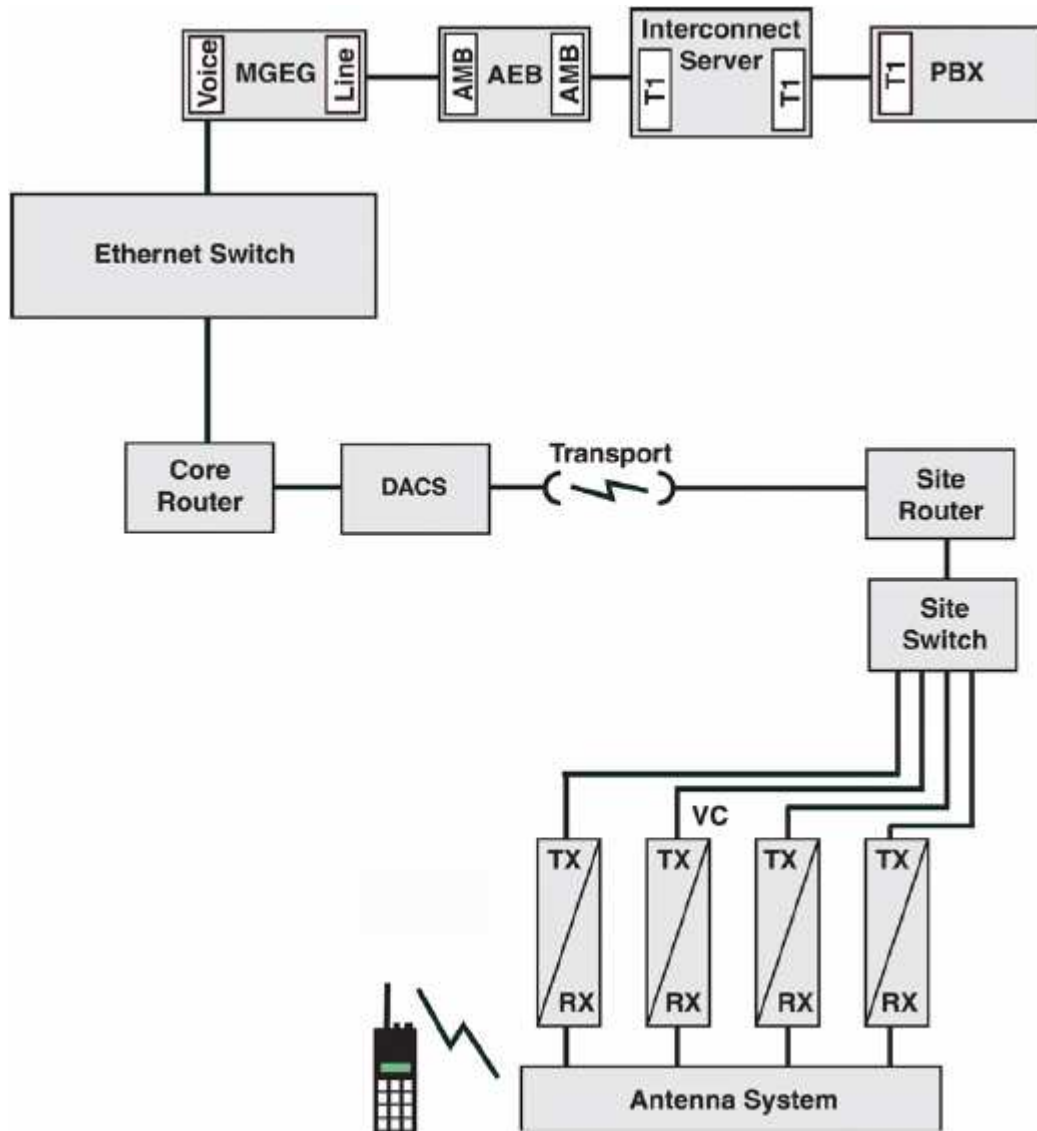 Voice
MGEG
Line
AMB
AEB
AMB
Interconnect
Server
T1
T1
T1
PBX
Ethernet Switch
Core
Router
DACS
Transport
Site
Router
Site
Switch
VC
TX
TX
TX
TX
RX
RX
RX
RX
Antenna System